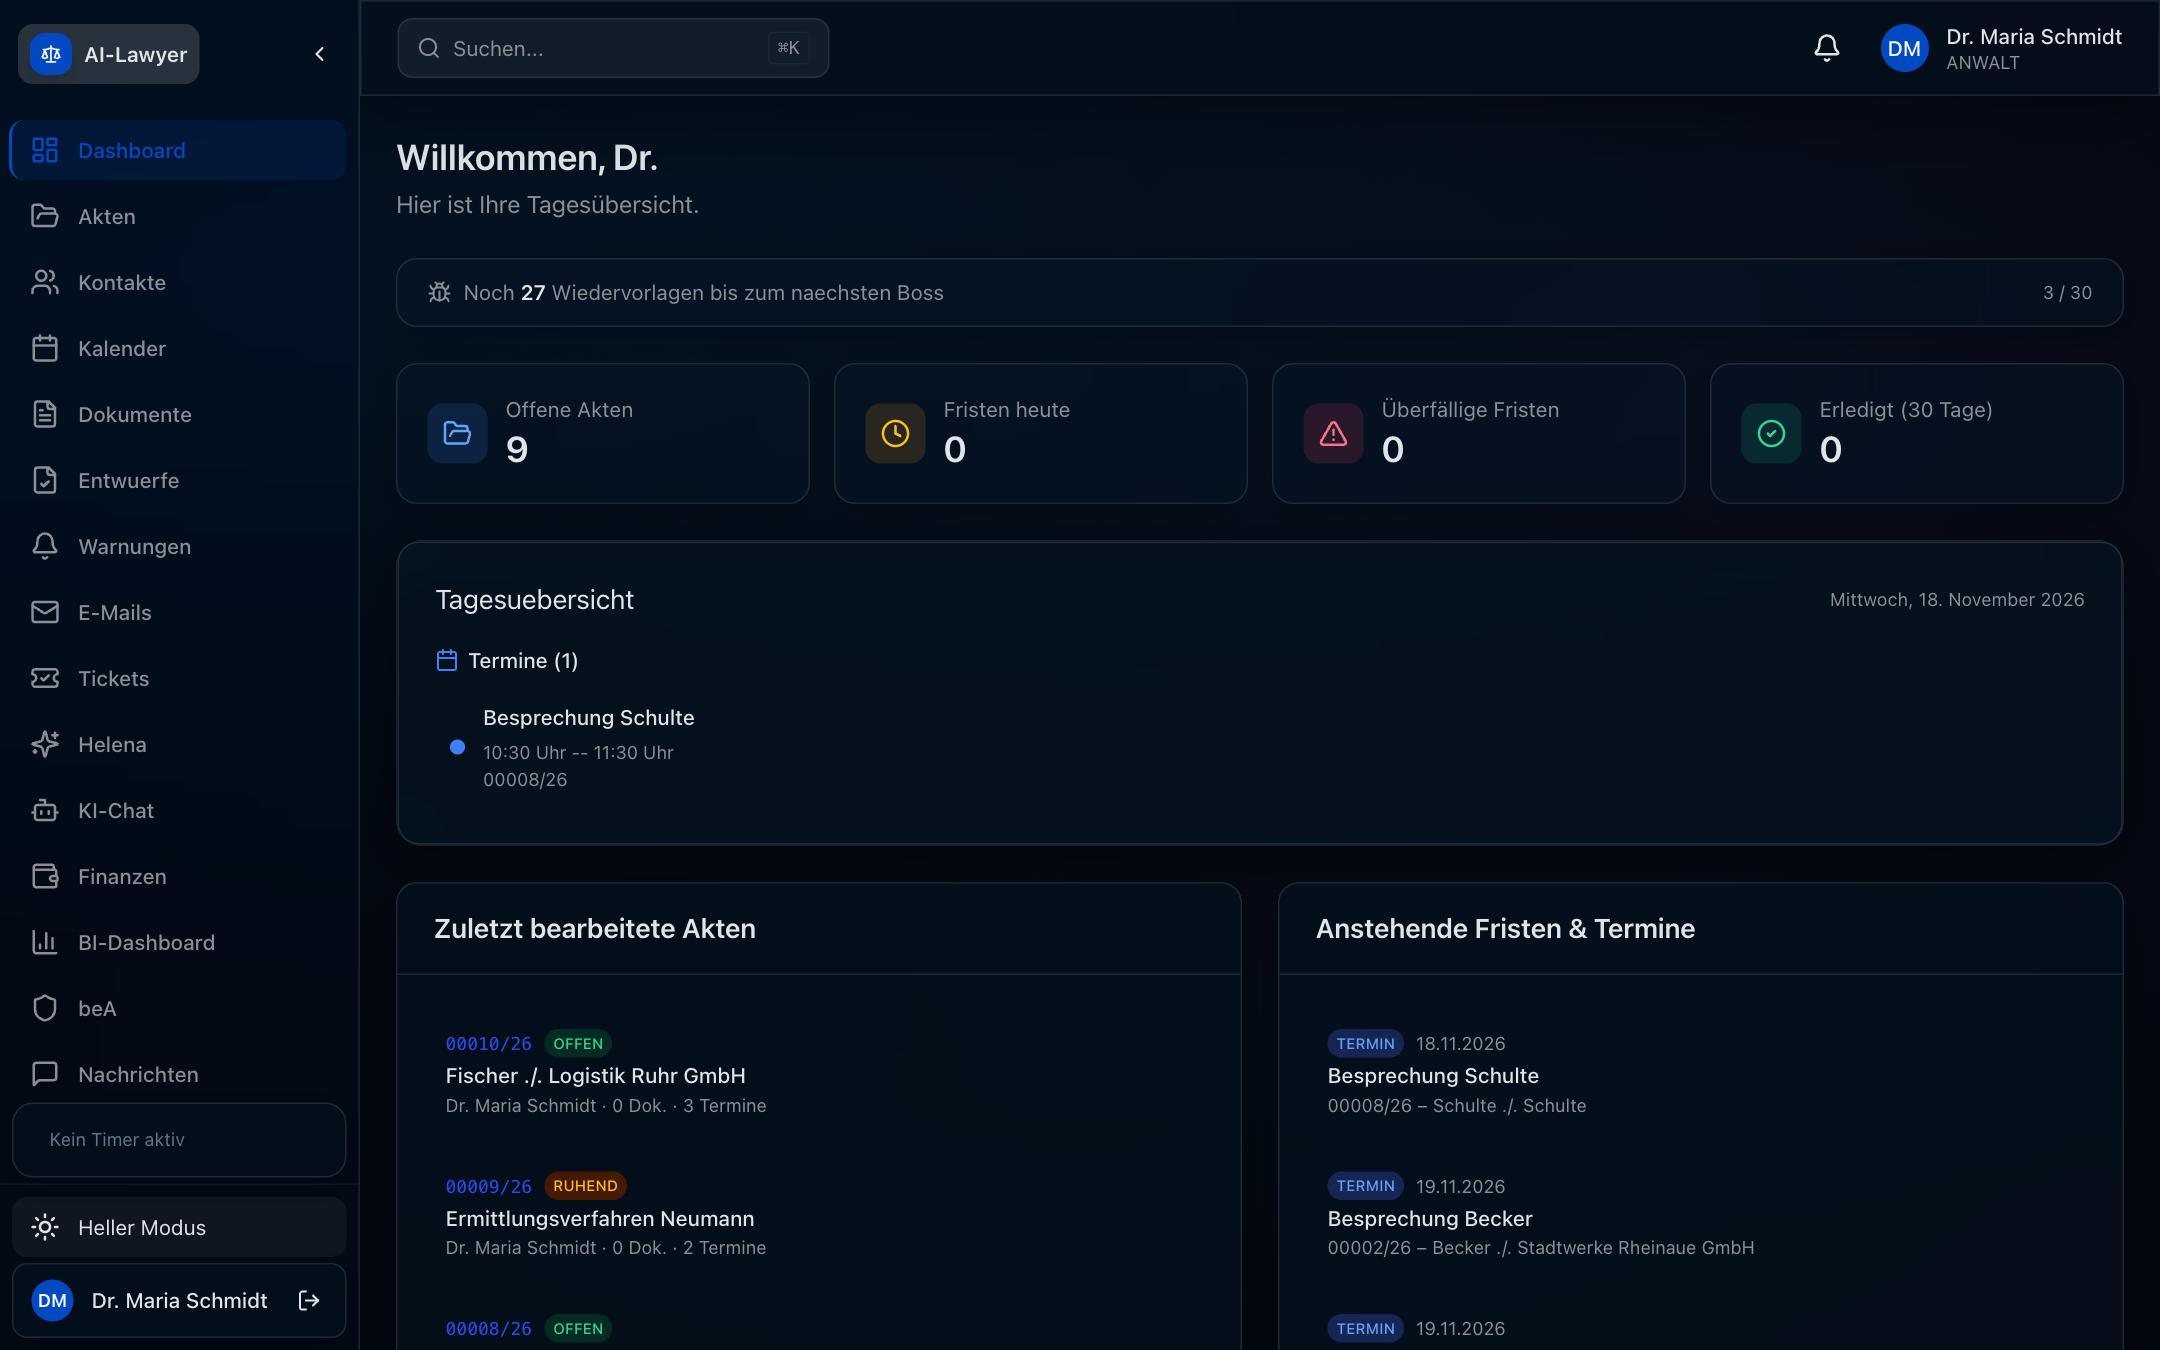 AI-Lawyer
Dashboard
Akten
Kontakte
Kalender
Dokumente
Entwuerfe
Warnungen
E-Mails
Tickets
Helena
KI-Chat
Finanzen
BI-Dashboard
beA
Nachrichten
Kein Timer aktiv
Heller Modus
DM Dr. Maria Schmidt
Suchen... ⌘K
DM Dr. Maria Schmidt
ANWALT
Willkommen, Dr.
Hier ist Ihre Tagesübersicht.
Noch 27 Wiedervorlagen bis zum naechsten Boss 3 / 30
Offene Akten
9
Fristen heute
0
Überfällige Fristen
0
Erledigt (30 Tage)
0
Tagesuebersicht Mittwoch, 18. November 2026
Termine (1)
Besprechung Schulte
10:30 Uhr -- 11:30 Uhr
00008/26
Zuletzt bearbeitete Akten
00010/26 OFFEN
Fischer ./. Logistik Ruhr GmbH
Dr. Maria Schmidt · 0 Dok. · 3 Termine
00009/26 RUHEND
Ermittlungsverfahren Neumann
Dr. Maria Schmidt · 0 Dok. · 2 Termine
00008/26 OFFEN
Anstehende Fristen & Termine
TERMIN 18.11.2026
Besprechung Schulte
00008/26 – Schulte ./. Schulte
TERMIN 19.11.2026
Besprechung Becker
00002/26 – Becker ./. Stadtwerke Rheinaue GmbH
TERMIN 19.11.2026